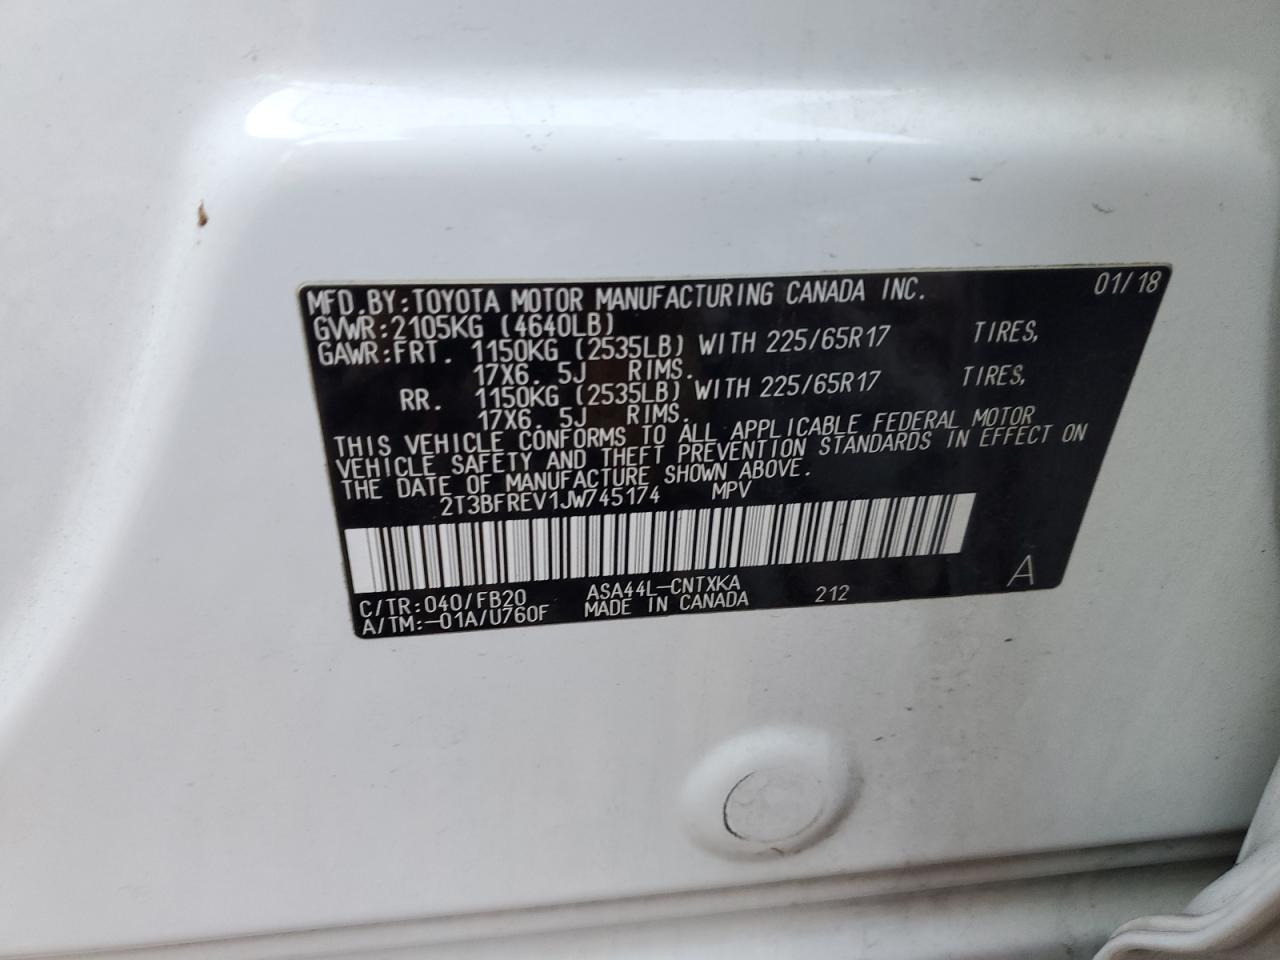 MFD.BY:TOYOTA MOTOR MANUFACTURING CANADA INC. 01/18
GVWR:2105KG (4640LB)
GAWR:FRT. 1150KG (2535LB) WITH 225/65R17 TIRES,
17X6.5J RIMS.
RR. 1150KG (2535LB) WITH 225/65R17 TIRES,
17X6.5J RIMS.
THIS VEHICLE CONFORMS TO ALL APPLICABLE FEDERAL MOTOR
VEHICLE SAFETY AND THEFT PREVENTION STANDARDS IN EFFECT ON
THE DATE OF MANUFACTURE SHOWN ABOVE.
2T3BFREV1JW745174 MPV
C/TR:040/FB20 ASA44L-CNTXKA 212 A
A/TM:-01A/U760F MADE IN CANADA